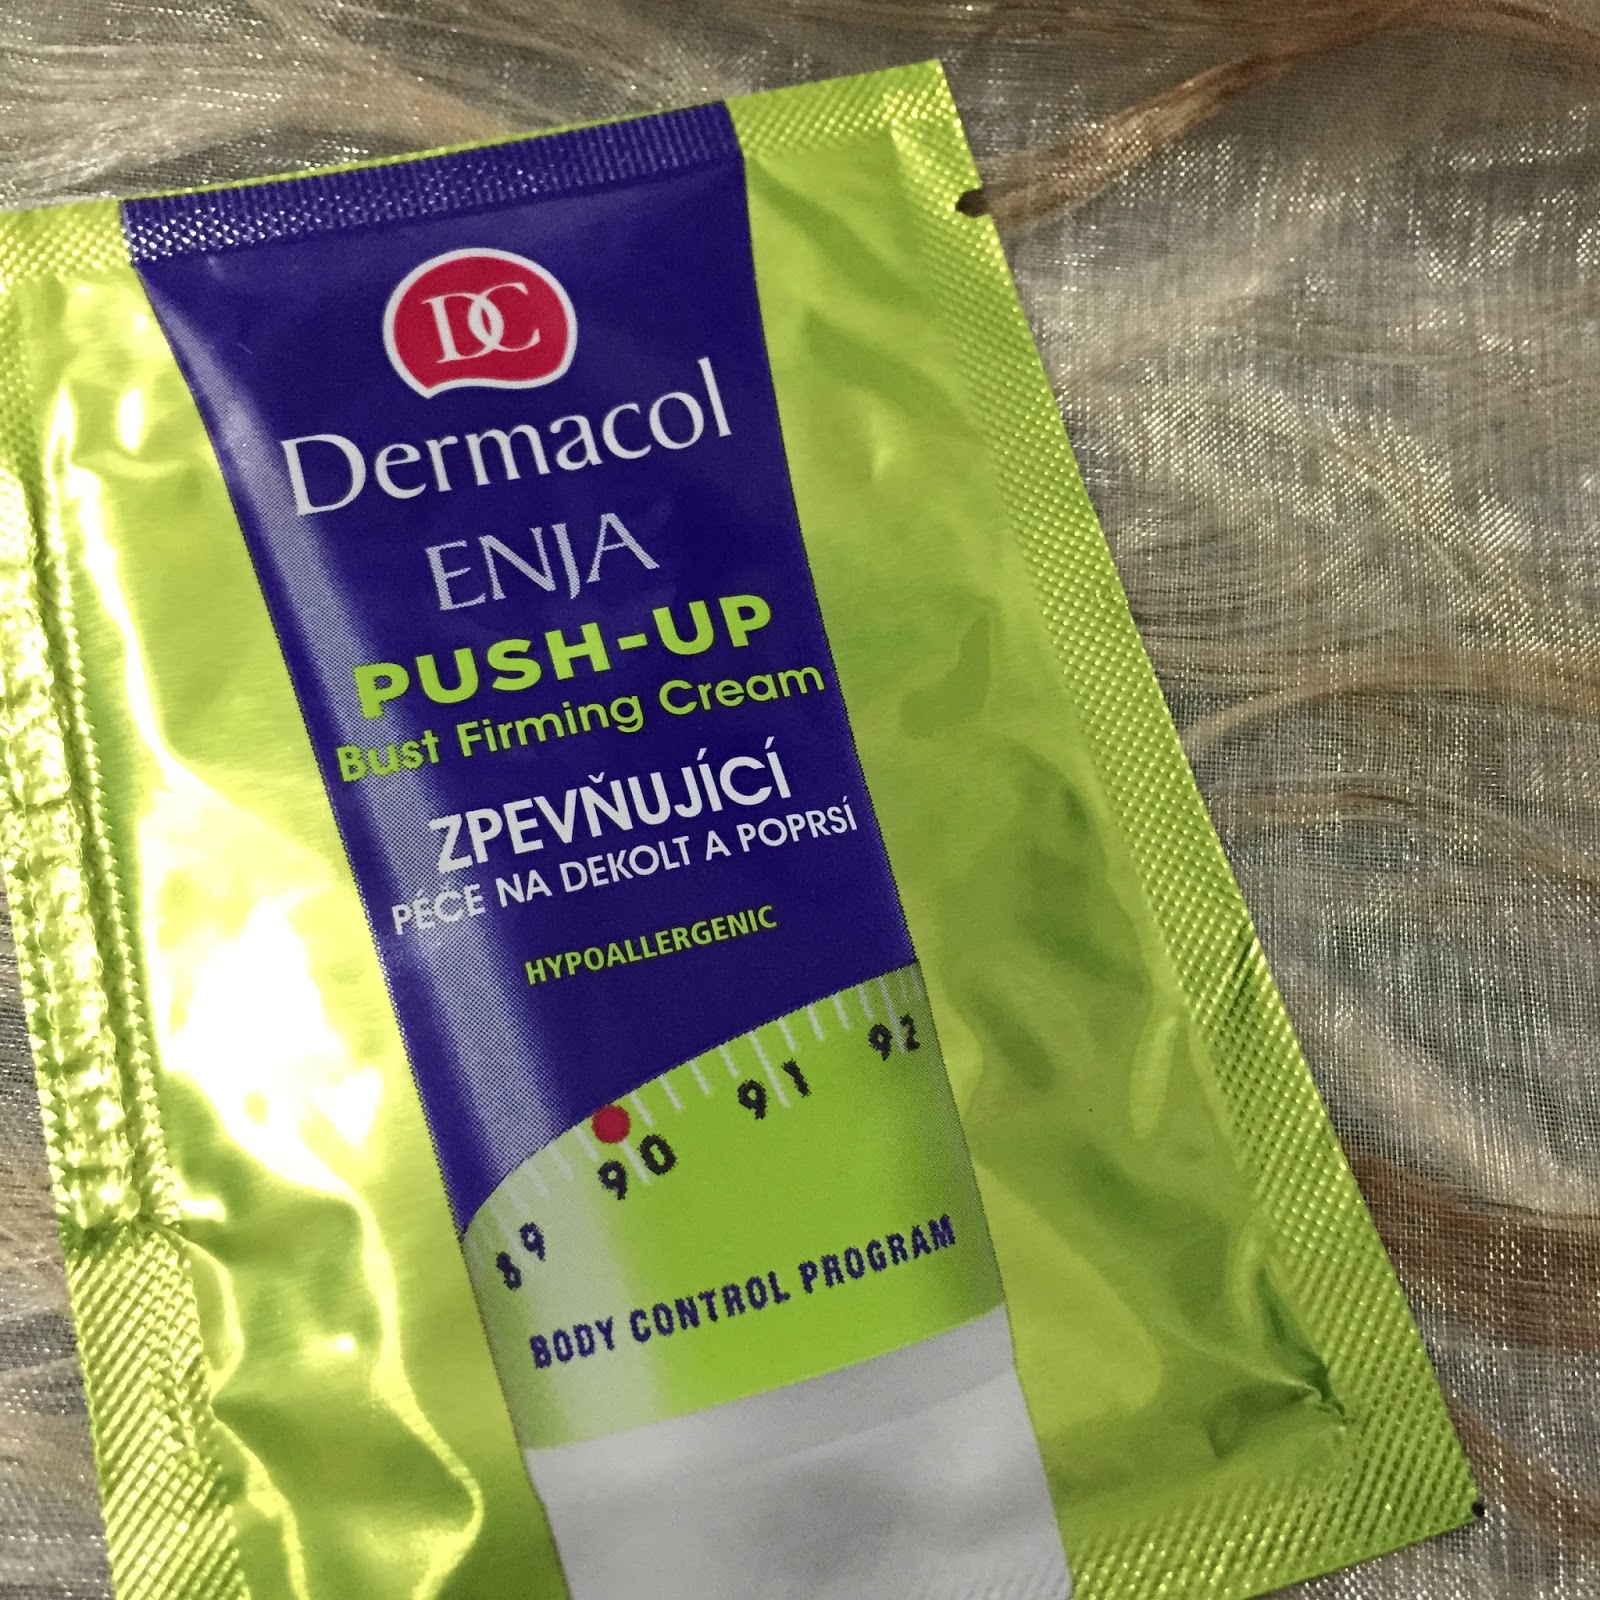 DC
Dermacol
ENJA
PUSH-UP
Bust Firming Cream
ZPEVŇUJÍCÍ
PÉČE NA DEKOLT A POPRSÍ
HYPOALLERGENIC
89 90 91 92
BODY CONTROL PROGRAM